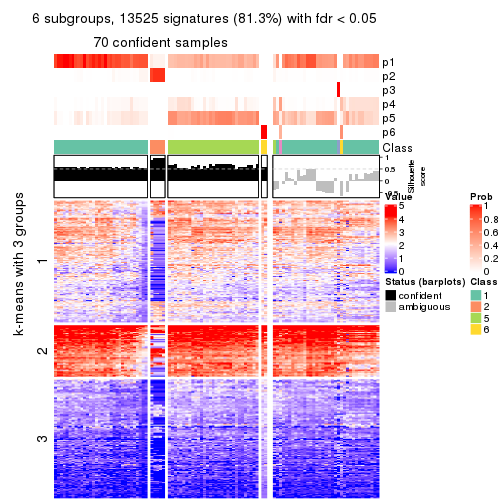 6 subgroups, 13525 signatures (81.3%) with fdr < 0.05
70 confident samples
p1
p2
p3
p4
p5
p6
Class
1
0.5
0
-0.5
Silhouette
score
k-means with 3 groups
1
2
3
Value
5
4
3
2
1
0
Prob
1
0.8
0.6
0.4
0.2
0
Status (barplots)
confident
ambiguous
Class
1
2
5
6